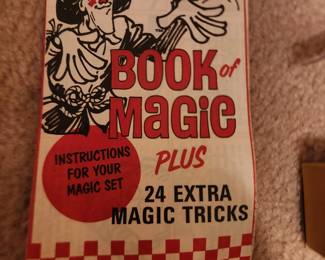 BOOK of
MAGIC
PLUS
INSTRUCTIONS
FOR YOUR
MAGIC SET
24 EXTRA
MAGIC TRICKS